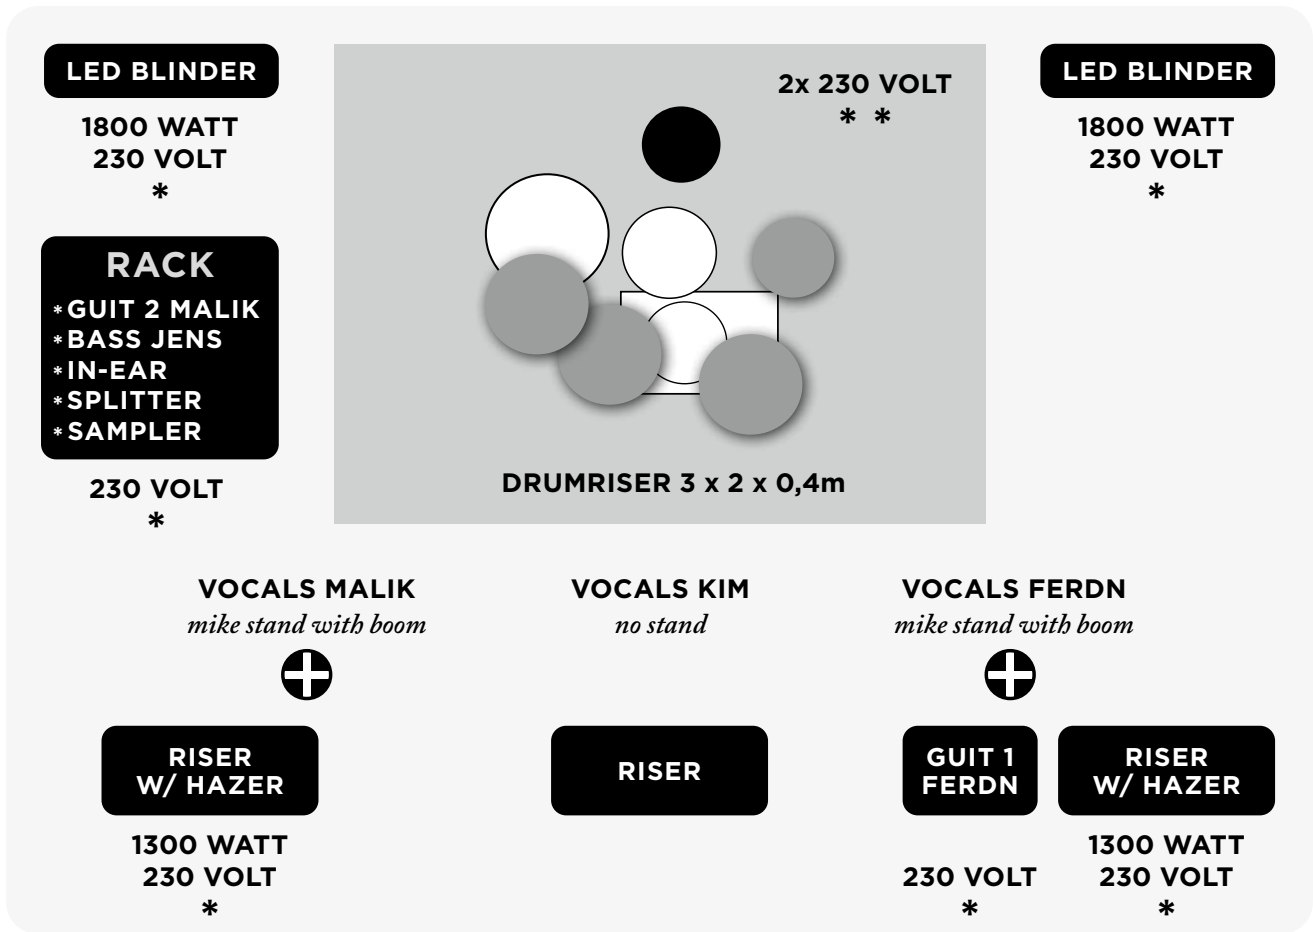 LED BLINDER
1800 WATT
230 VOLT
*
2x 230 VOLT
* *
LED BLINDER
1800 WATT
230 VOLT
*
RACK
*GUIT 2 MALIK
*BASS JENS
*IN-EAR
*SPLITTER
*SAMPLER
230 VOLT
*
DRUMRISER 3 x 2 x 0,4m
VOCALS MALIK
mike stand with boom
VOCALS KIM
no stand
VOCALS FERDN
mike stand with boom
RISER
W/ HAZER
1300 WATT
230 VOLT
*
RISER
GUIT 1
FERDN
230 VOLT
*
RISER
W/ HAZER
1300 WATT
230 VOLT
*